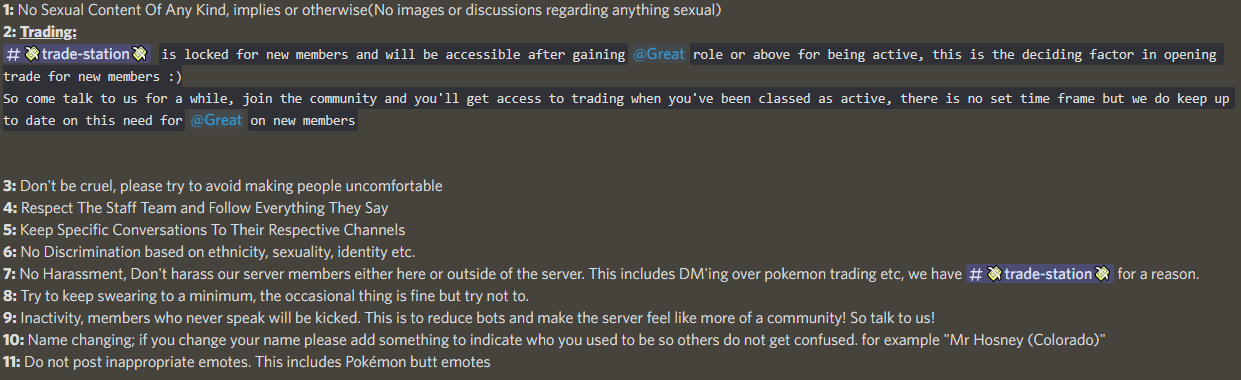 1: No Sexual Content Of Any Kind, implies or otherwise(No images or discussions regarding anything sexual)
2: Trading:
# 💸trade-station💸 is locked for new members and will be accessible after gaining @Great role or above for being active, this is the deciding factor in opening
trade for new members :)
So come talk to us for a while, join the community and you'll get access to trading when you've been classed as active, there is no set time frame but we do keep up
to date on this need for @Great on new members
3: Don't be cruel, please try to avoid making people uncomfortable
4: Respect The Staff Team and Follow Everything They Say
5: Keep Specific Conversations To Their Respective Channels
6: No Discrimination based on ethnicity, sexuality, identity etc.
7: No Harassment, Don't harass our server members either here or outside of the server. This includes DM'ing over pokemon trading etc, we have # 💸trade-station💸 for a reason.
8: Try to keep swearing to a minimum, the occasional thing is fine but try not to.
9: Inactivity, members who never speak will be kicked. This is to reduce bots and make the server feel like more of a community! So talk to us!
10: Name changing; if you change your name please add something to indicate who you used to be so others do not get confused. for example "Mr Hosney (Colorado)"
11: Do not post inappropriate emotes. This includes Pokémon butt emotes